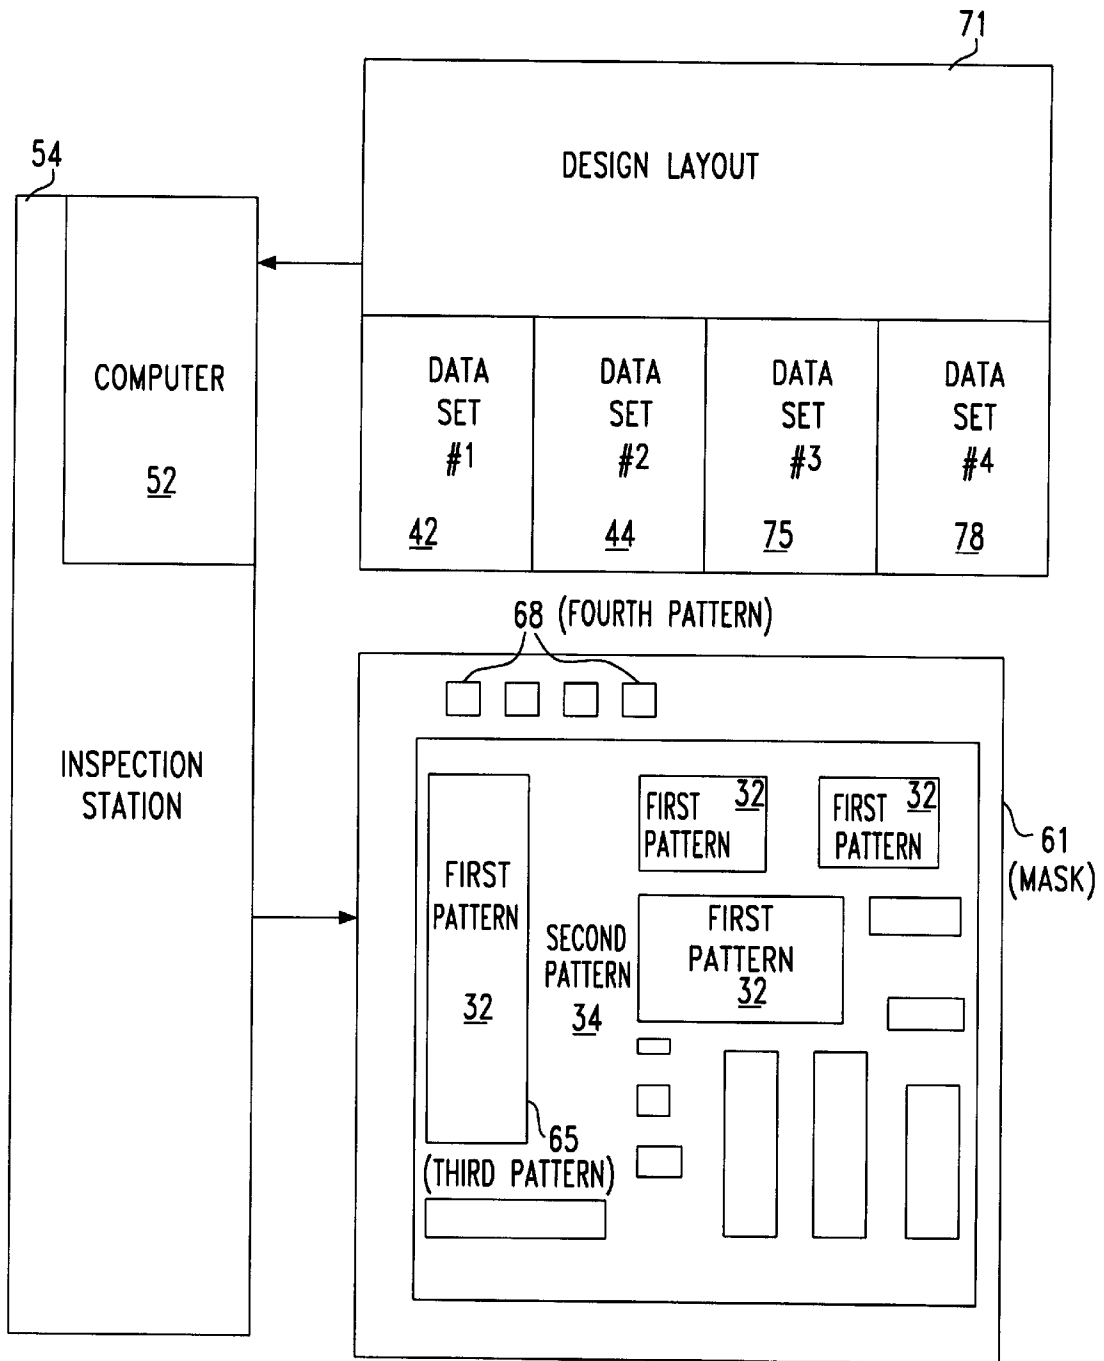 71
DESIGN LAYOUT
54
COMPUTER
52
DATA
SET
#1
42
DATA
SET
#2
44
DATA
SET
#3
75
DATA
SET
#4
78
68 (FOURTH PATTERN)
INSPECTION
STATION
FIRST
PATTERN
32
SECOND
PATTERN
34
FIRST 32
PATTERN
FIRST 32
PATTERN
FIRST
PATTERN
32
61
(MASK)
65
(THIRD PATTERN)